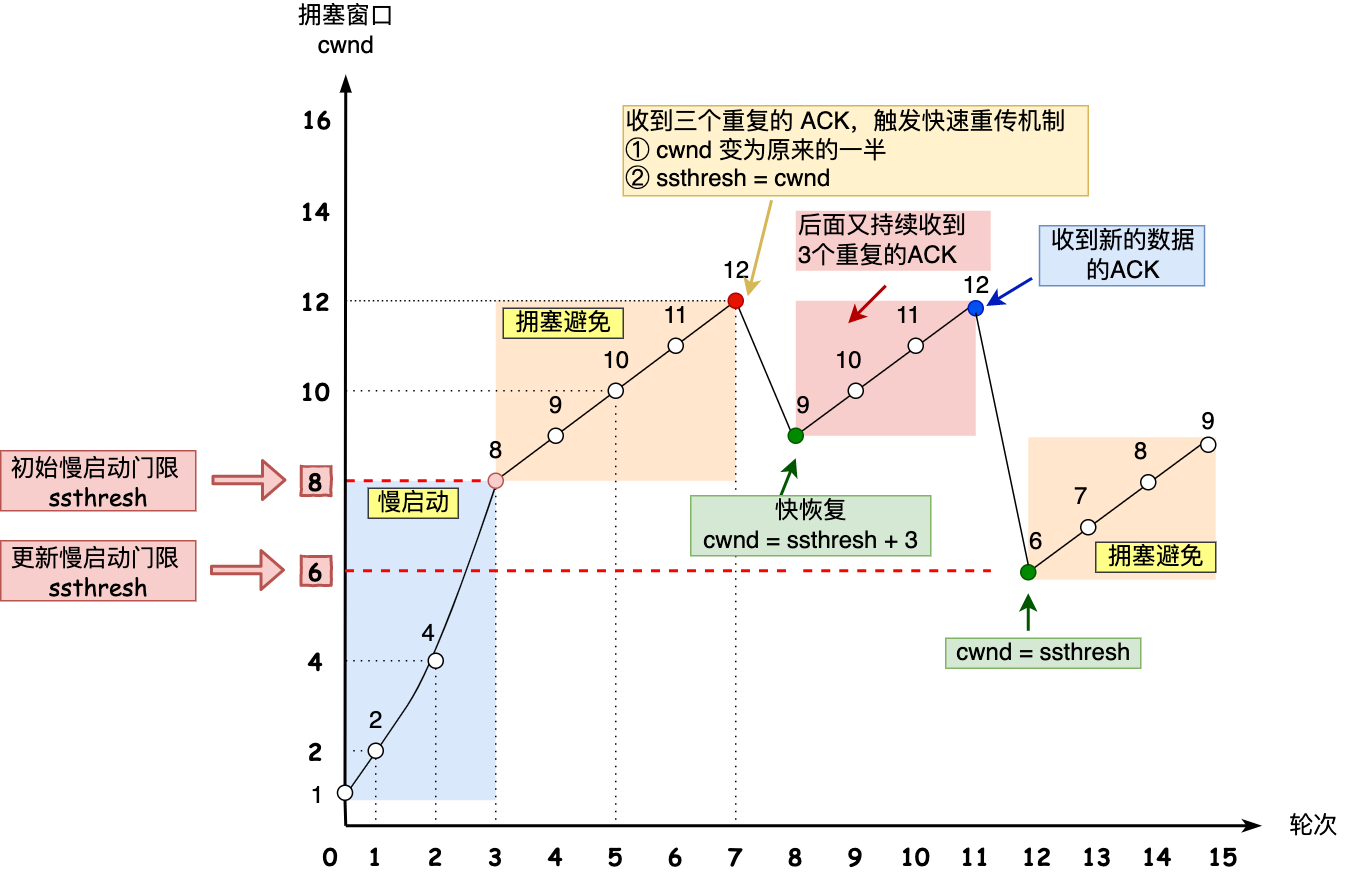 拥塞窗口
cwnd
16
收到三个重复的 ACK，触发快速重传机制
① cwnd 变为原来的一半
② ssthresh = cwnd
14
后面又持续收到
3个重复的ACK
收到新的数据
的ACK
12
12
12
拥塞避免
11
11
10
10
10
9
9
8
9
初始慢启动门限
ssthresh
8
慢启动
快恢复
cwnd = ssthresh + 3
8
7
6
拥塞避免
更新慢启动门限
ssthresh
6
4
4
cwnd = ssthresh
2
2
1
轮次
0 1 2 3 4 5 6 7 8 9 10 11 12 13 14 15